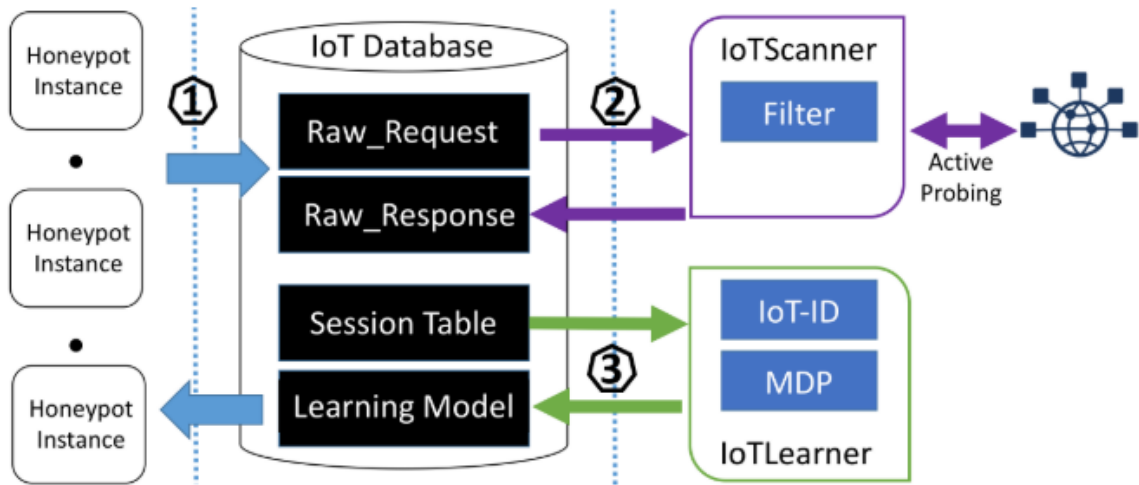 Honeypot
Instance
Honeypot
Instance
Honeypot
Instance
1
IoT Database
Raw_Request
Raw_Response
Session Table
Learning Model
2
3
IoTScanner
Filter
Active
Probing
IoT-ID
MDP
IoTLearner